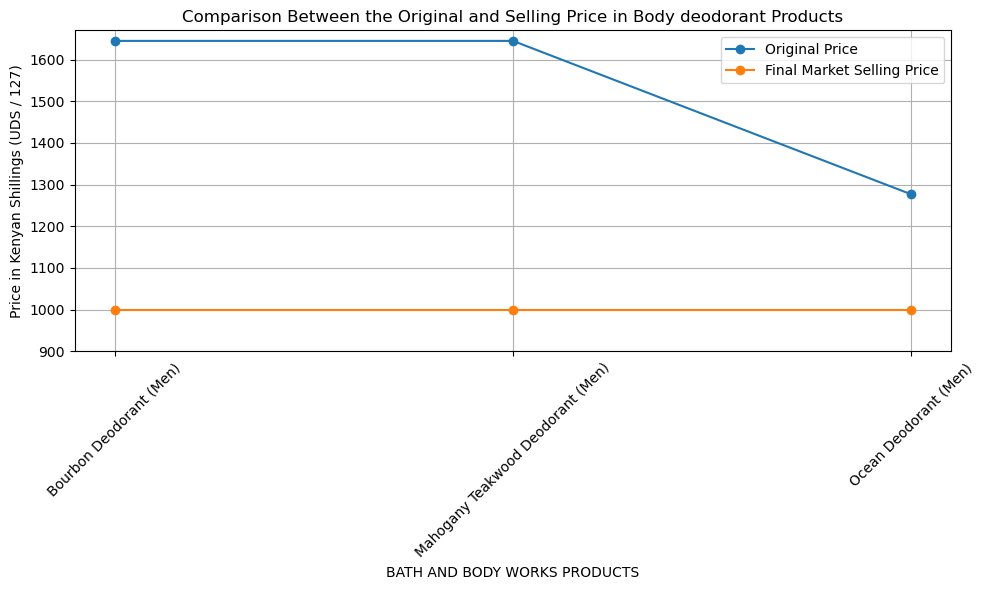 Comparison Between the Original and Selling Price in Body deodorant Products
Original Price
Final Market Selling Price
Price in Kenyan Shillings (UDS / 127)
1600
1500
1400
1300
1200
1100
1000
900
Bourbon Deodorant (Men)
Mahogany Teakwood Deodorant (Men)
Ocean Deodorant (Men)
BATH AND BODY WORKS PRODUCTS